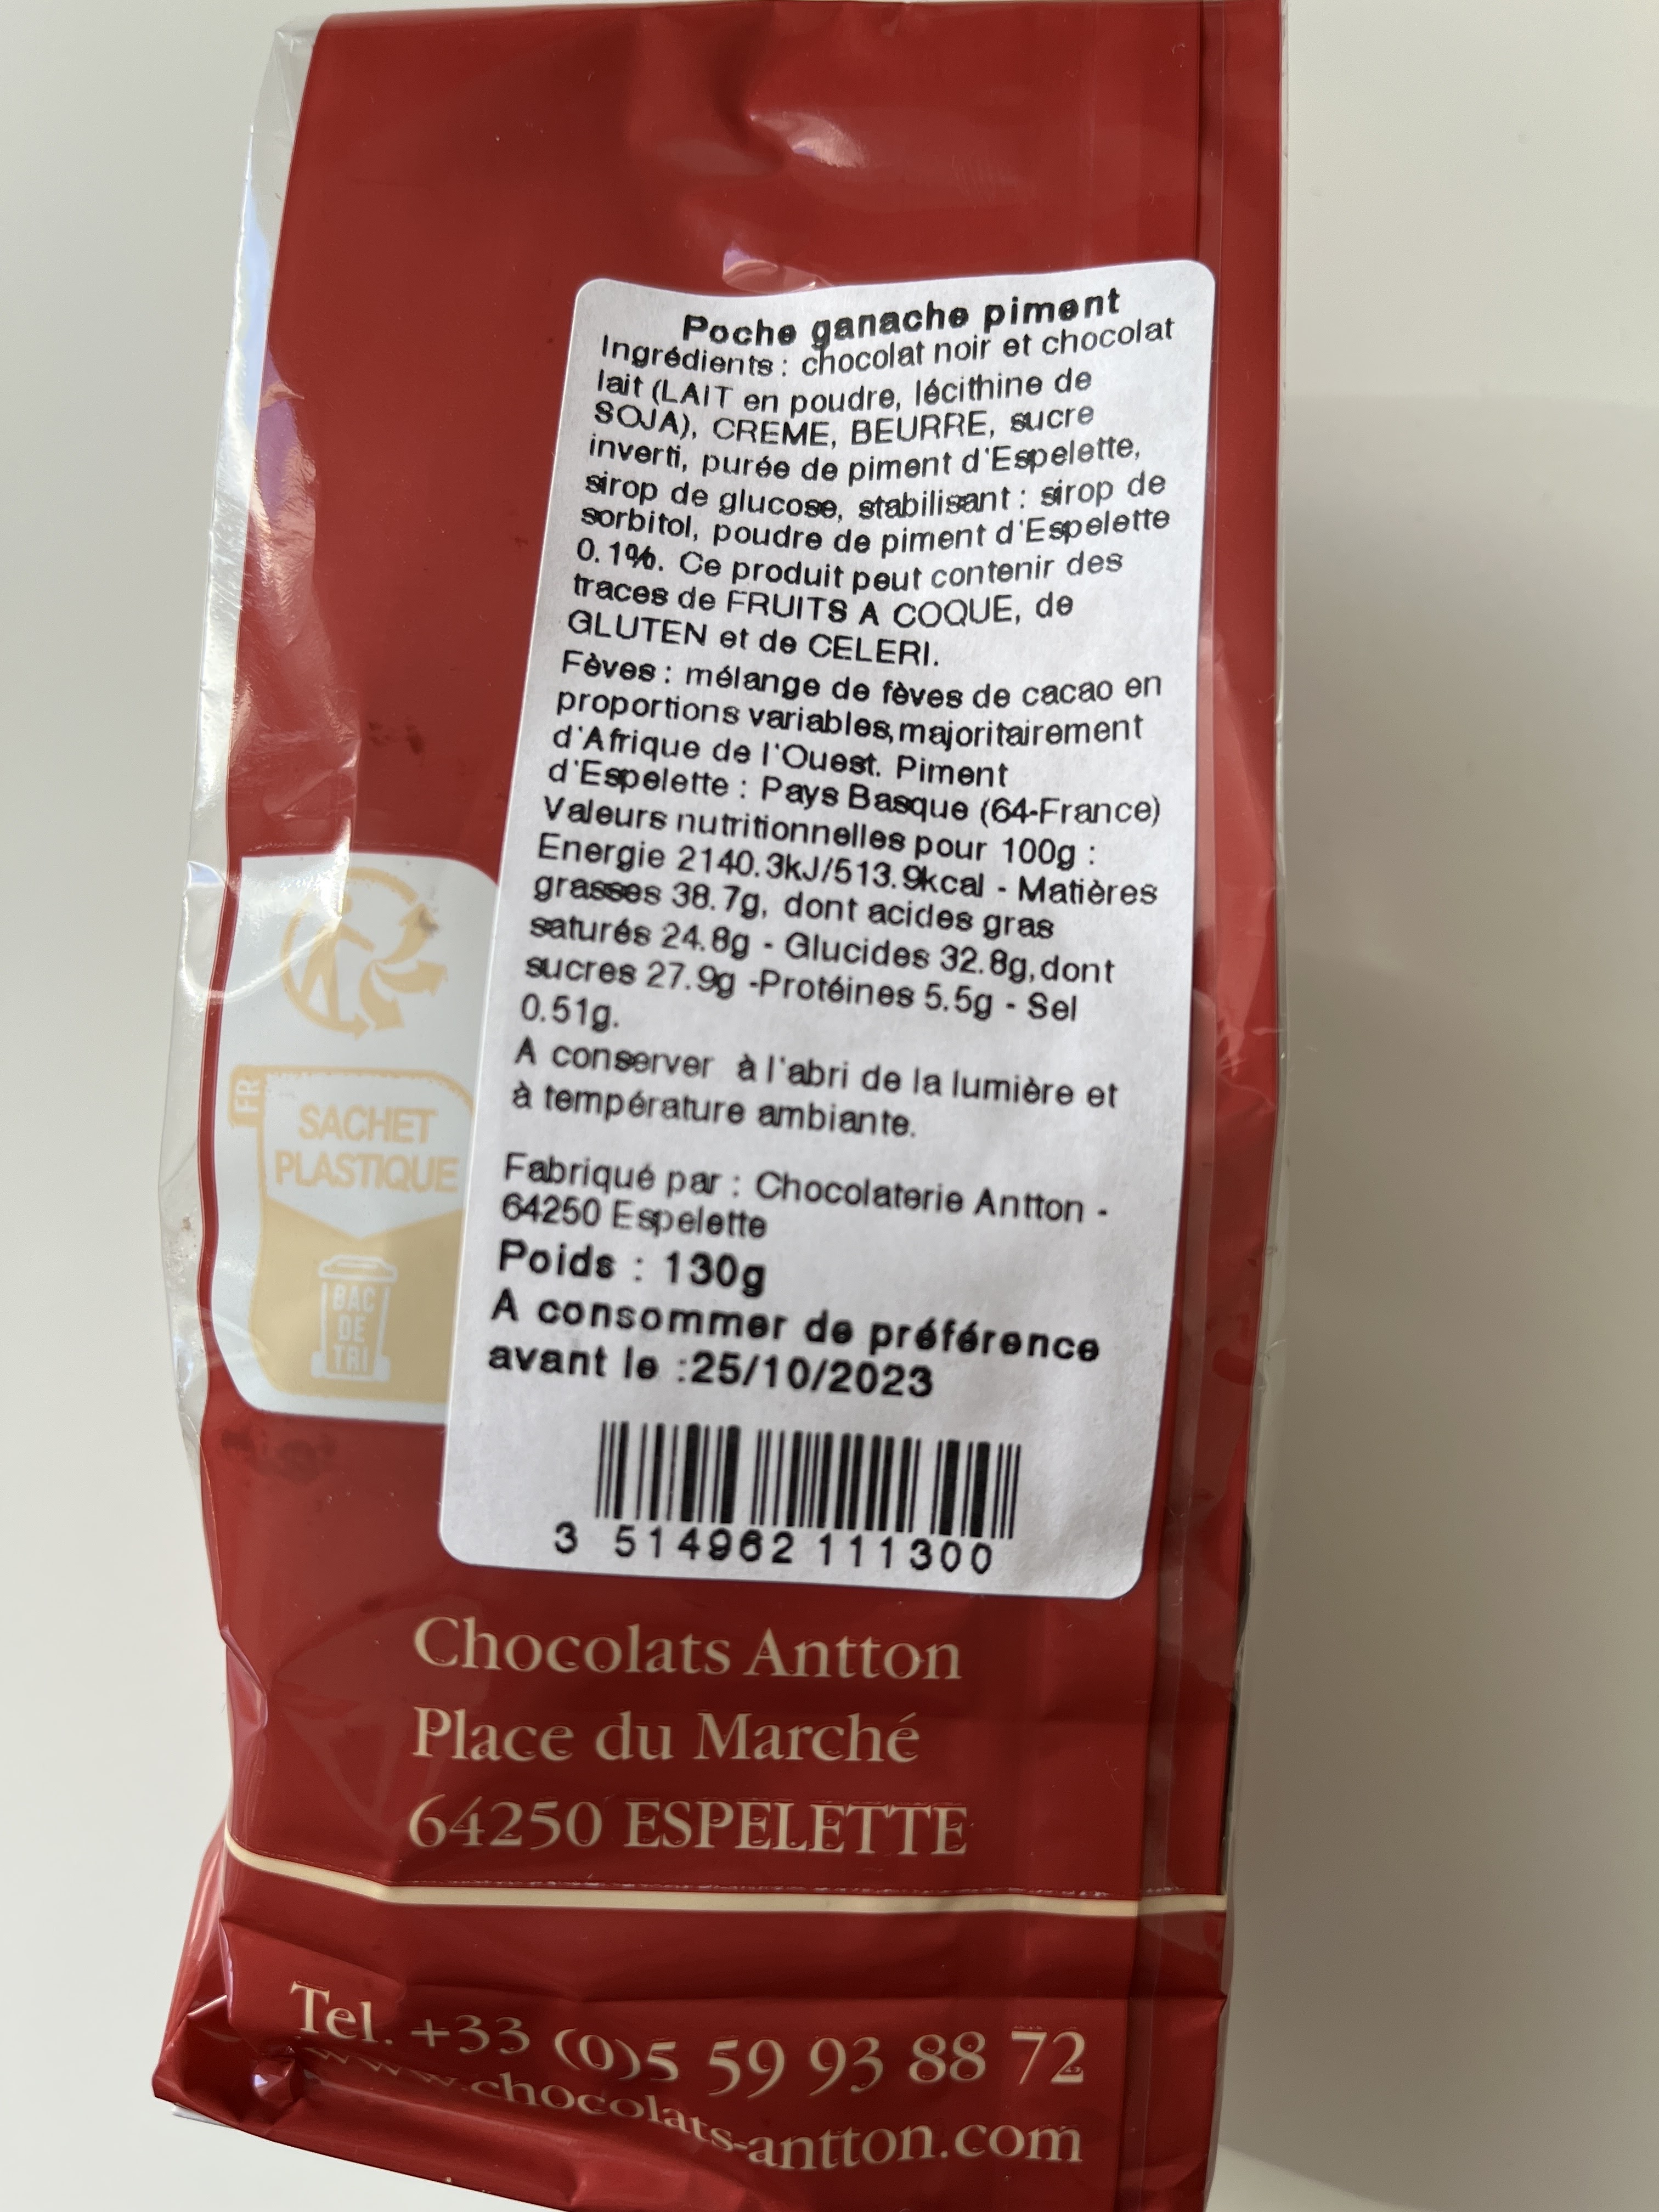 Poche ganache piment
Ingrédients : chocolat noir et chocolat
lait (LAIT en poudre, lécithine de
SOJA), CREME, BEURRE, sucre
inverti, purée de piment d'Espelette,
sirop de glucose, stabilisant : sirop de
sorbitol, poudre de piment d'Espelette
0.1%. Ce produit peut contenir des
traces de FRUITS A COQUE, de
GLUTEN et de CELERI.
Fèves : mélange de fèves de cacao en
proportions variables, majoritairement
d'Afrique de l'Ouest. Piment
d'Espelette : Pays Basque (64-France)
Valeurs nutritionnelles pour 100g :
Energie 2140.3kJ/513.9kcal - Matières
grasses 38.7g, dont acides gras
saturés 24.8g - Glucides 32.8g, dont
sucres 27.9g -Protéines 5.5g - Sel
0.51g.
A conserver à l'abri de la lumière et
à température ambiante.
Fabriqué par : Chocolaterie Antton -
64250 Espelette
Poids : 130g
A consommer de préférence
avant le :25/10/2023
3 514962 111300
FR
SACHET
PLASTIQUE
BAC
DE
TRI
Chocolats Antton
Place du Marché
64250 ESPELETTE
Tel. +33 (0)5 59 93 88 72
www.chocolats-antton.com